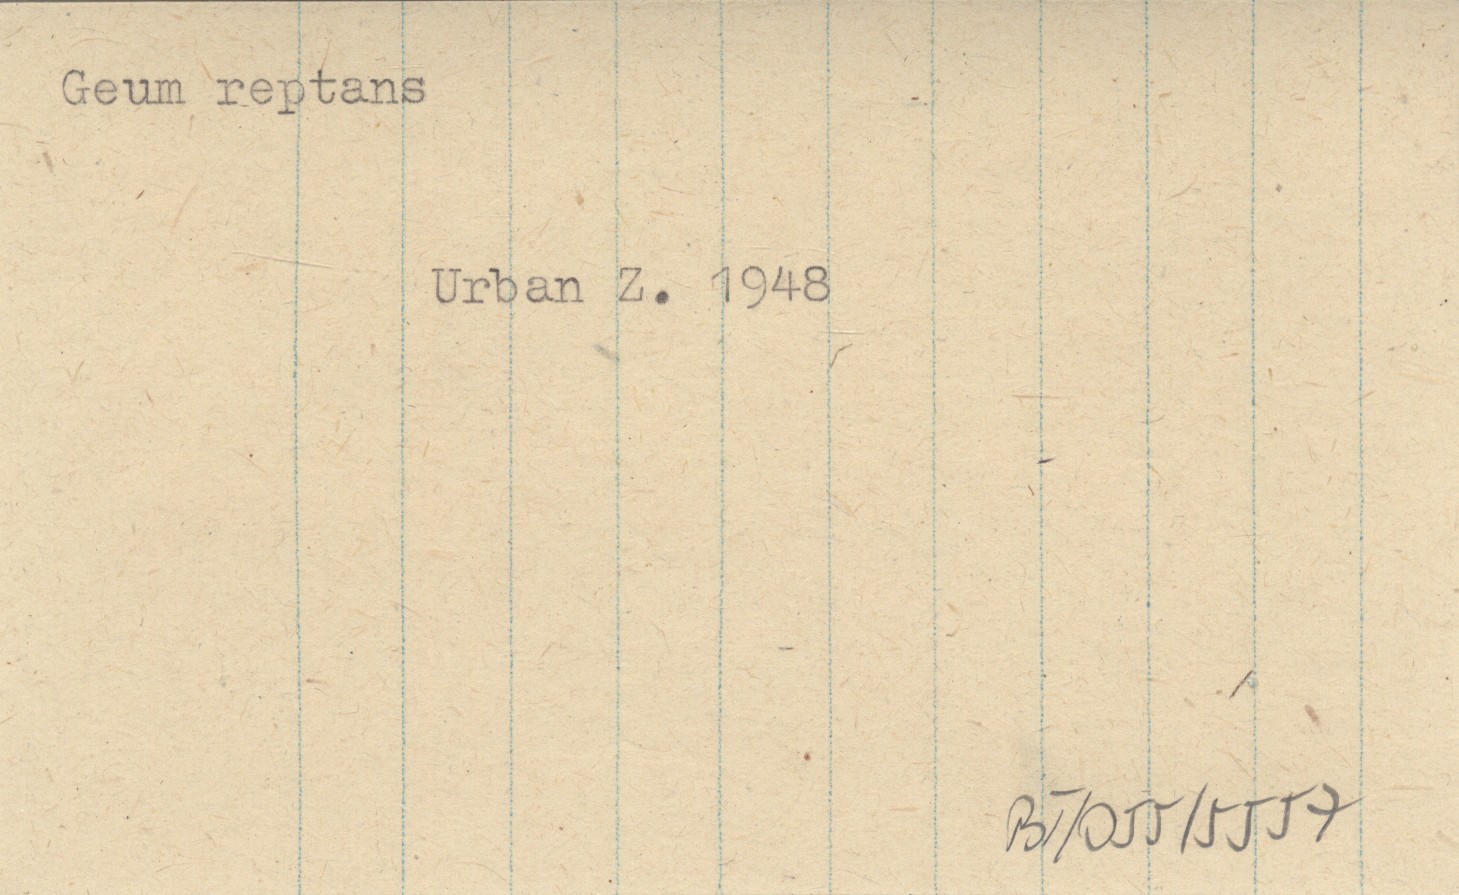 Geum reptans
Urban Z. 1948
BT/055/5557